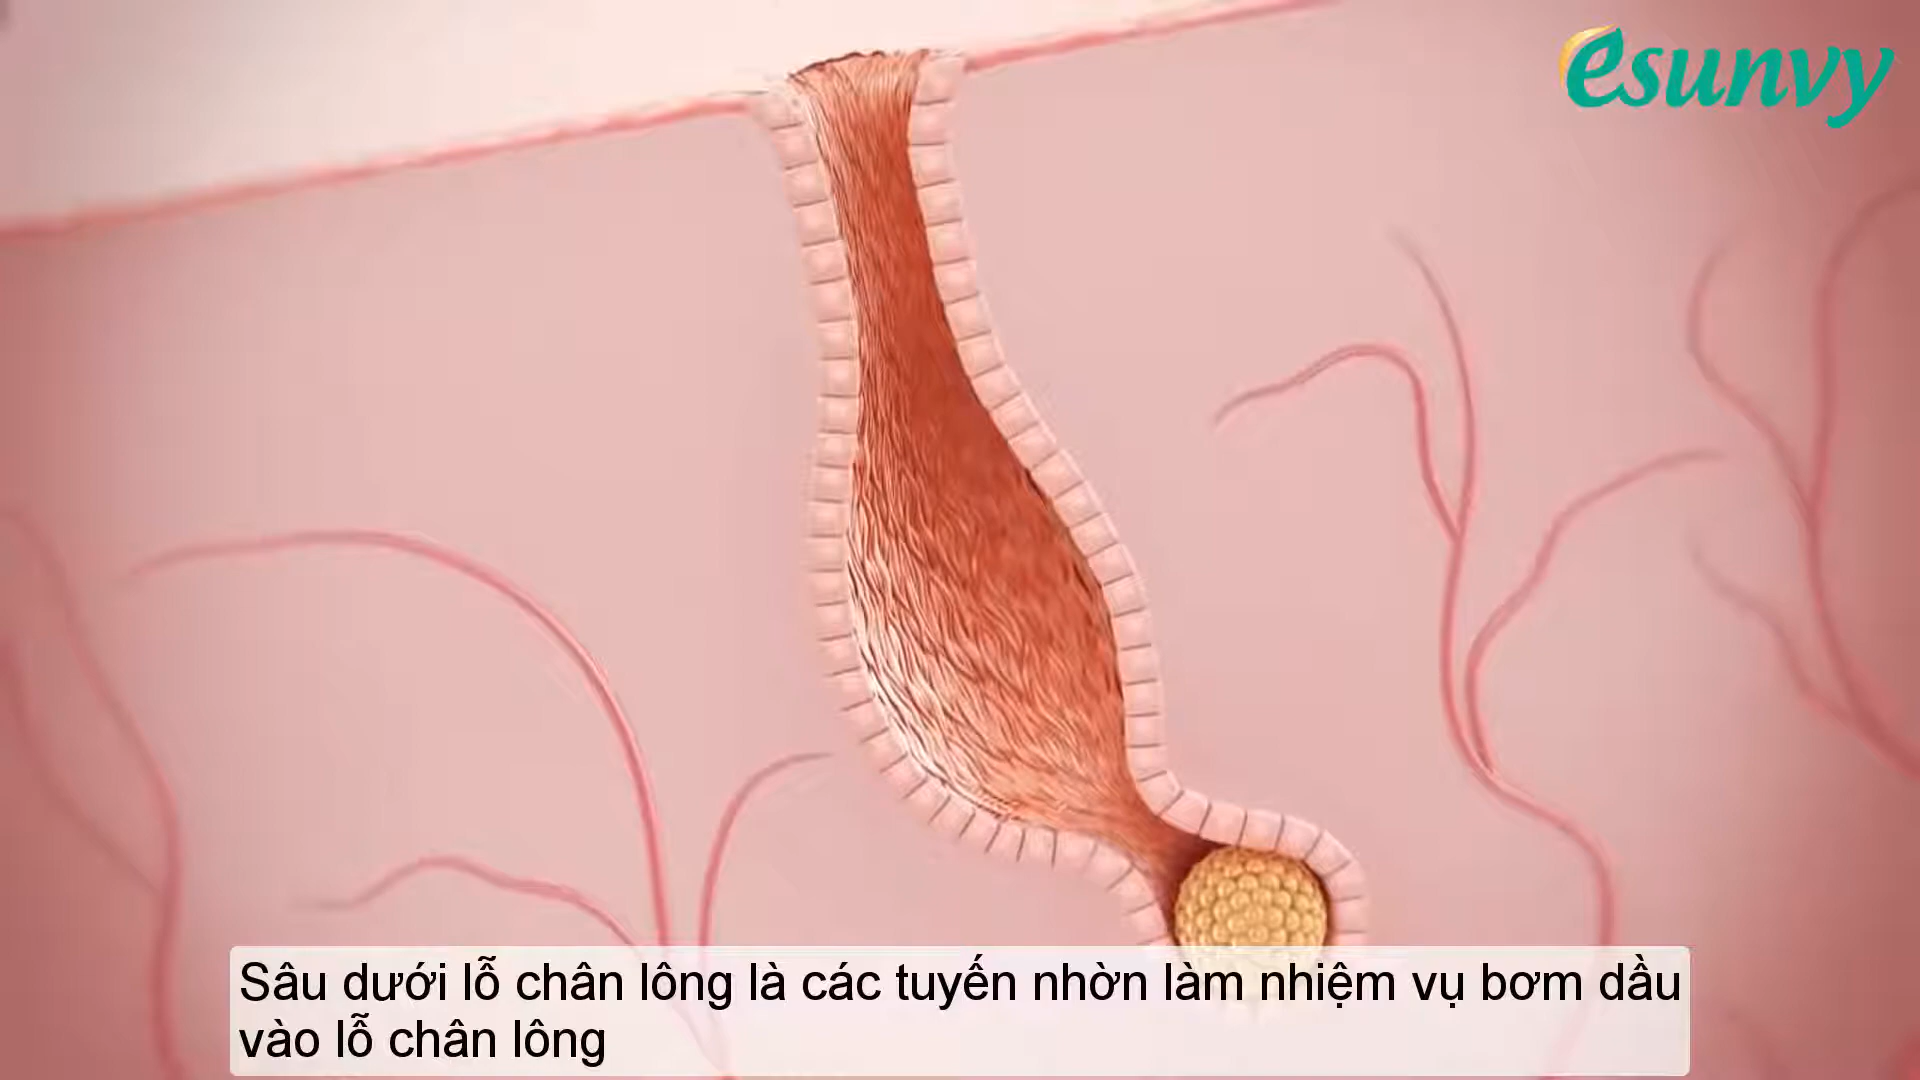 esunvy
Sâu dưới lỗ chân lông là các tuyến nhờn làm nhiệm vụ bơm dầu
vào lỗ chân lông